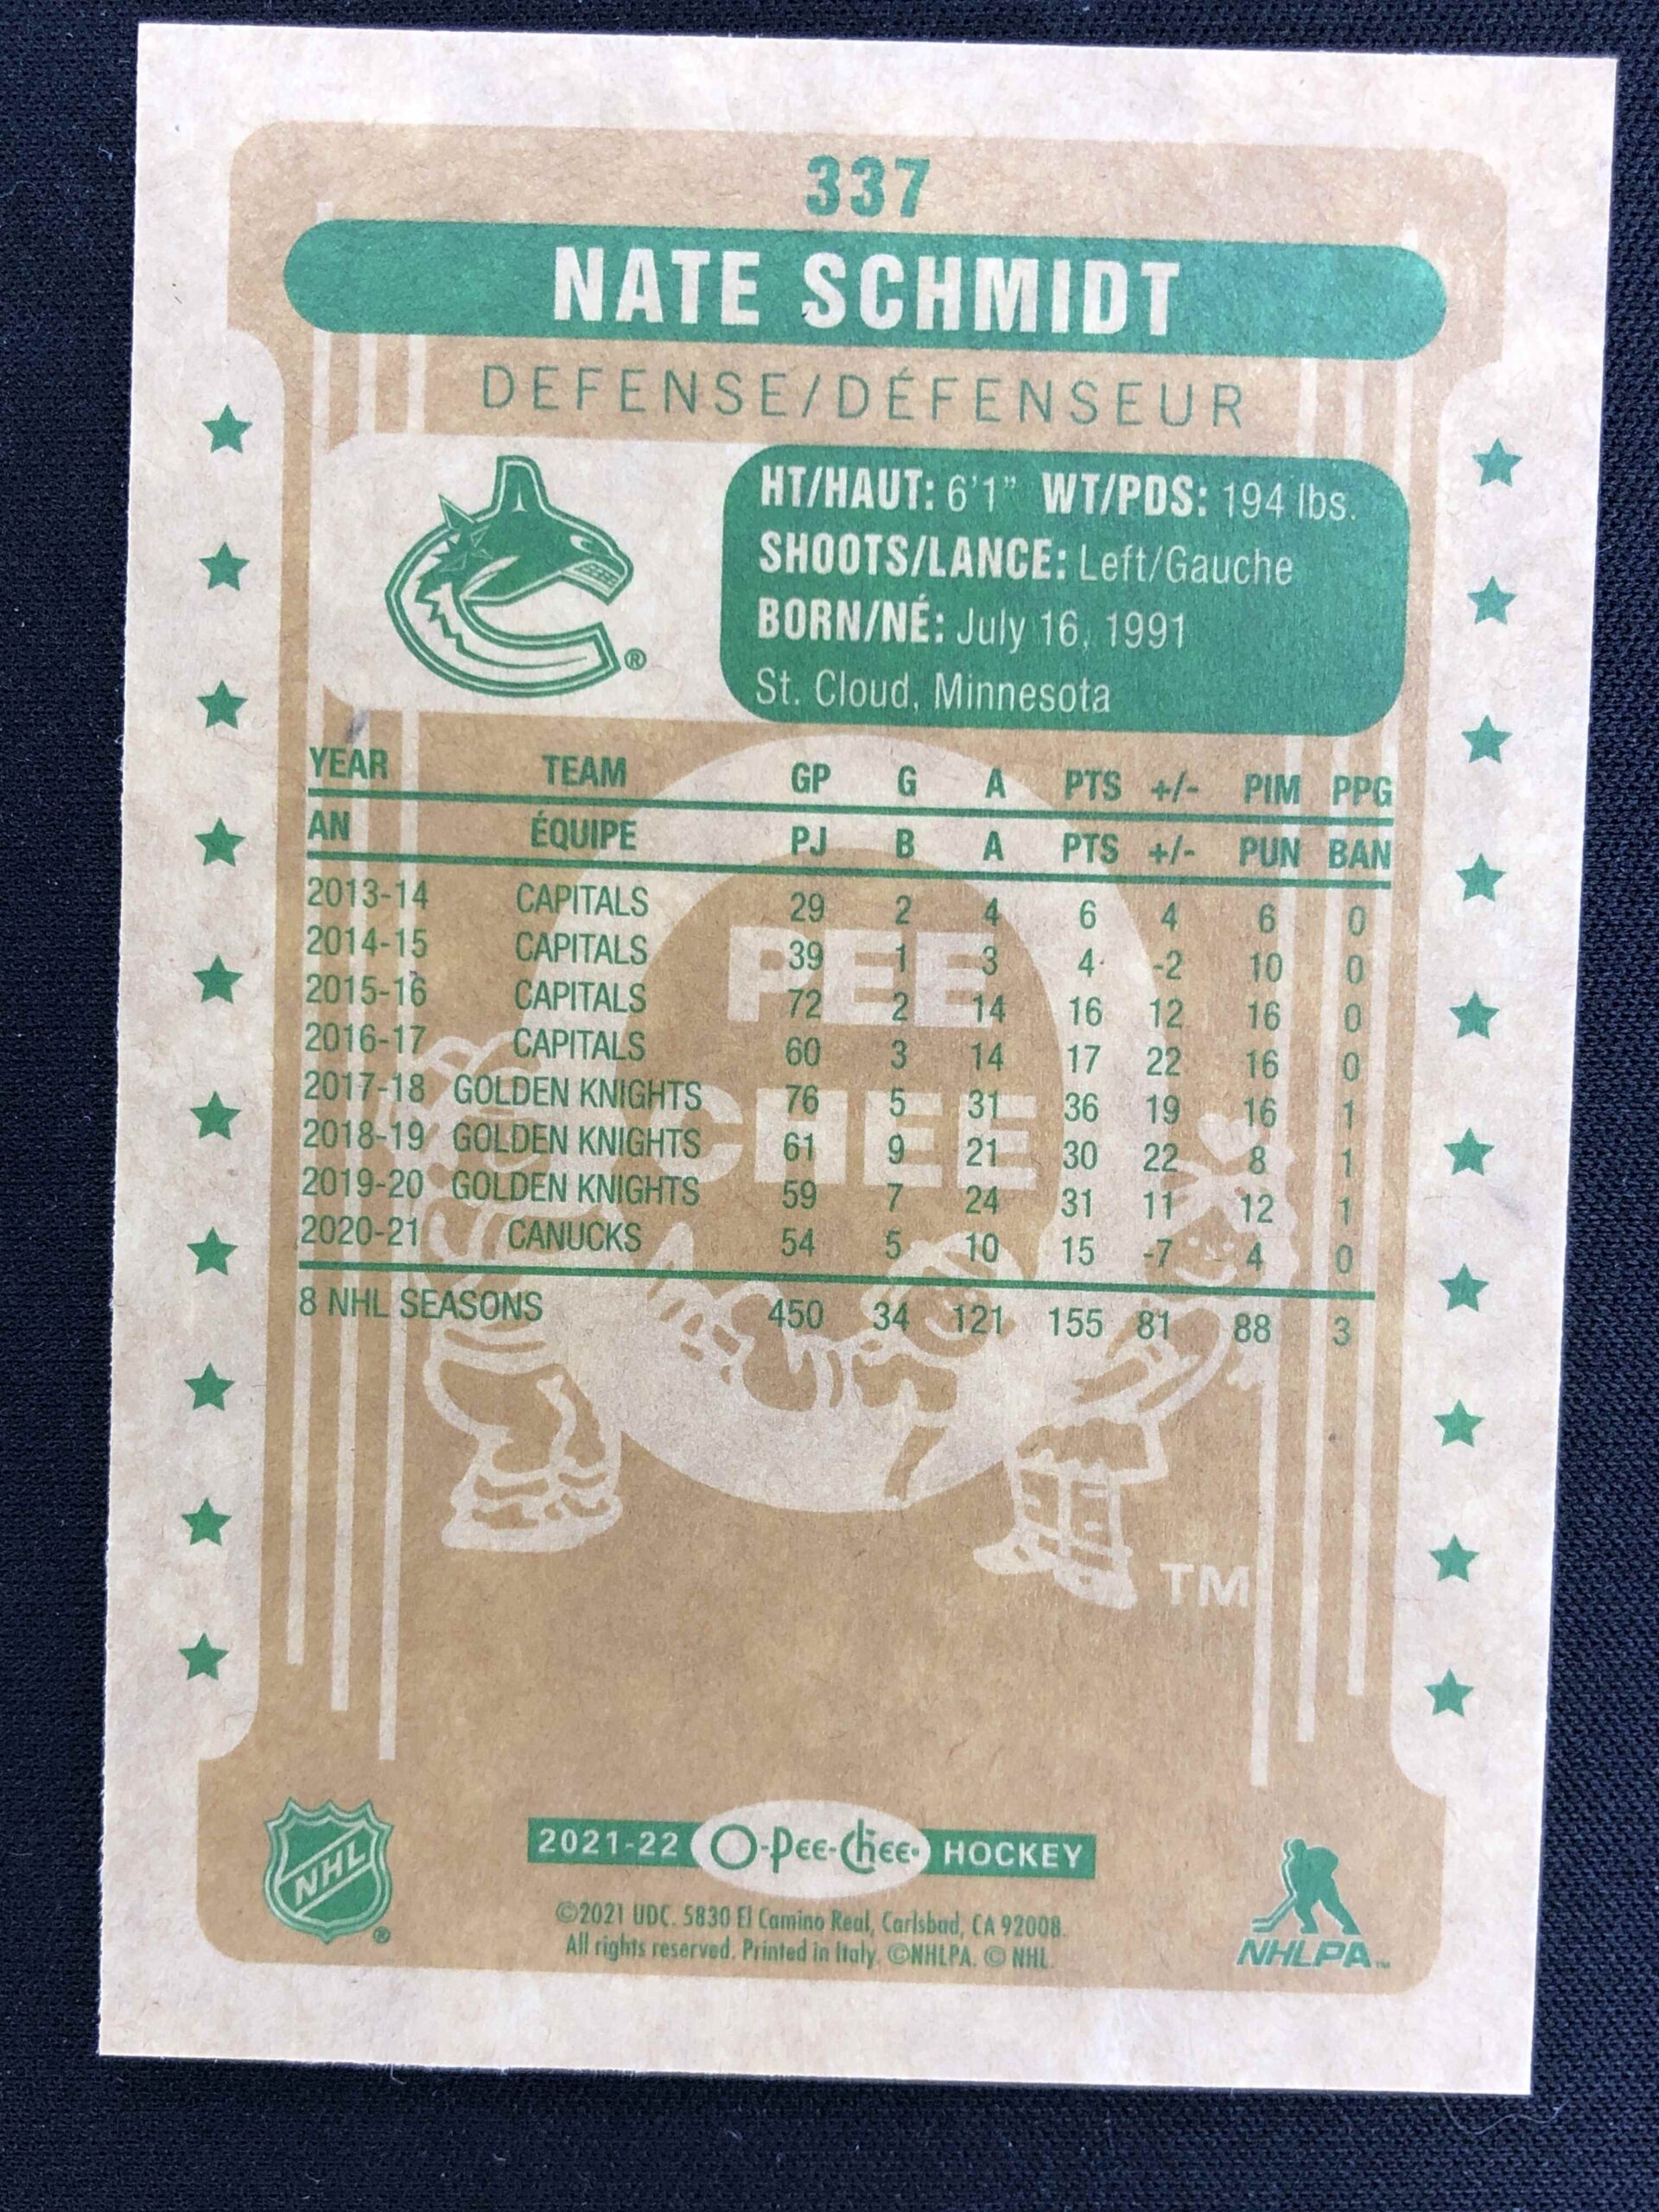 337
NATE SCHMIDT
DEFENSE/DÉFENSEUR
HT/HAUT: 6'1" WT/PDS: 194 lbs.
SHOOTS/LANCE: Left/Gauche
BORN/NÉ: July 16, 1991
St. Cloud, Minnesota
®
YEAR TEAM GP G A PTS +/- PIM PPG
AN ÉQUIPE PJ B A PTS +/- PUN BAN
2013-14 CAPITALS 29 2 4 6 4 6 0
2014-15 CAPITALS 39 1 3 4 -2 10 0
2015-16 CAPITALS 72 2 14 16 12 16 0
2016-17 CAPITALS 60 3 14 17 22 16 0
2017-18 GOLDEN KNIGHTS 76 5 31 36 19 16 1
2018-19 GOLDEN KNIGHTS 61 9 21 30 22 8 1
2019-20 GOLDEN KNIGHTS 59 7 24 31 11 12 1
2020-21 CANUCKS 54 5 10 15 -7 4 0
8 NHL SEASONS 450 34 121 155 81 88 3
PEE
CHEE
TM
NHL ®
2021-22 O-Pee-Chee HOCKEY
©2021 UDC. 5830 El Camino Real, Carlsbad, CA 92008.
All rights reserved. Printed in Italy. ©NHLPA. © NHL.
NHLPA™